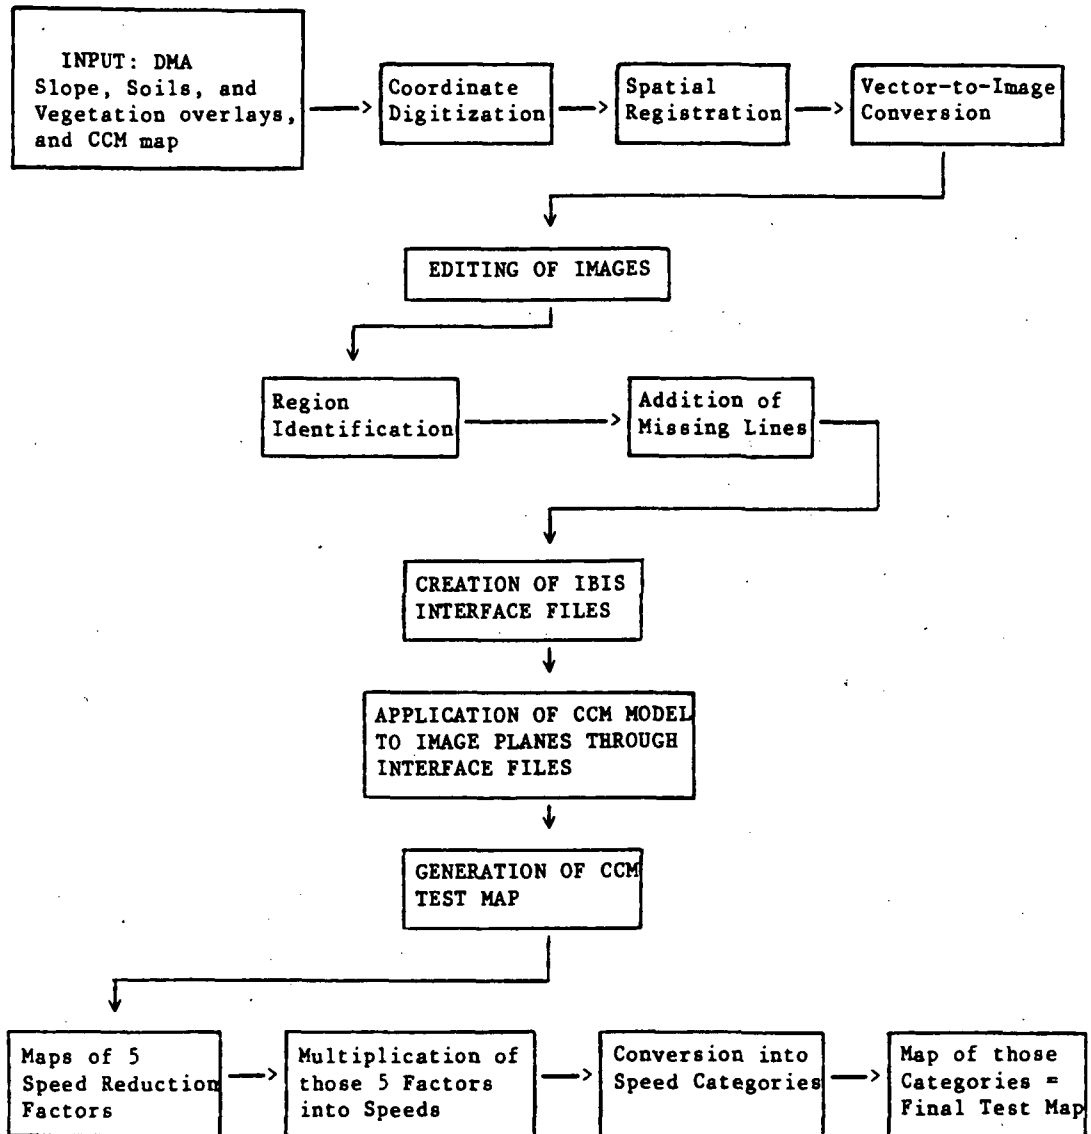 INPUT: DMA
Slope, Soils, and
Vegetation overlays,
and CCM map
Coordinate
Digitization
Spatial
Registration
Vector-to-Image
Conversion
EDITING OF IMAGES
Region
Identification
Addition of
Missing Lines
CREATION OF IBIS
INTERFACE FILES
APPLICATION OF CCM MODEL
TO IMAGE PLANES THROUGH
INTERFACE FILES
GENERATION OF CCM
TEST MAP
Maps of 5
Speed Reduction
Factors
Multiplication of
those 5 Factors
into Speeds
Conversion into
Speed Categories
Map of those
Categories =
Final Test Map